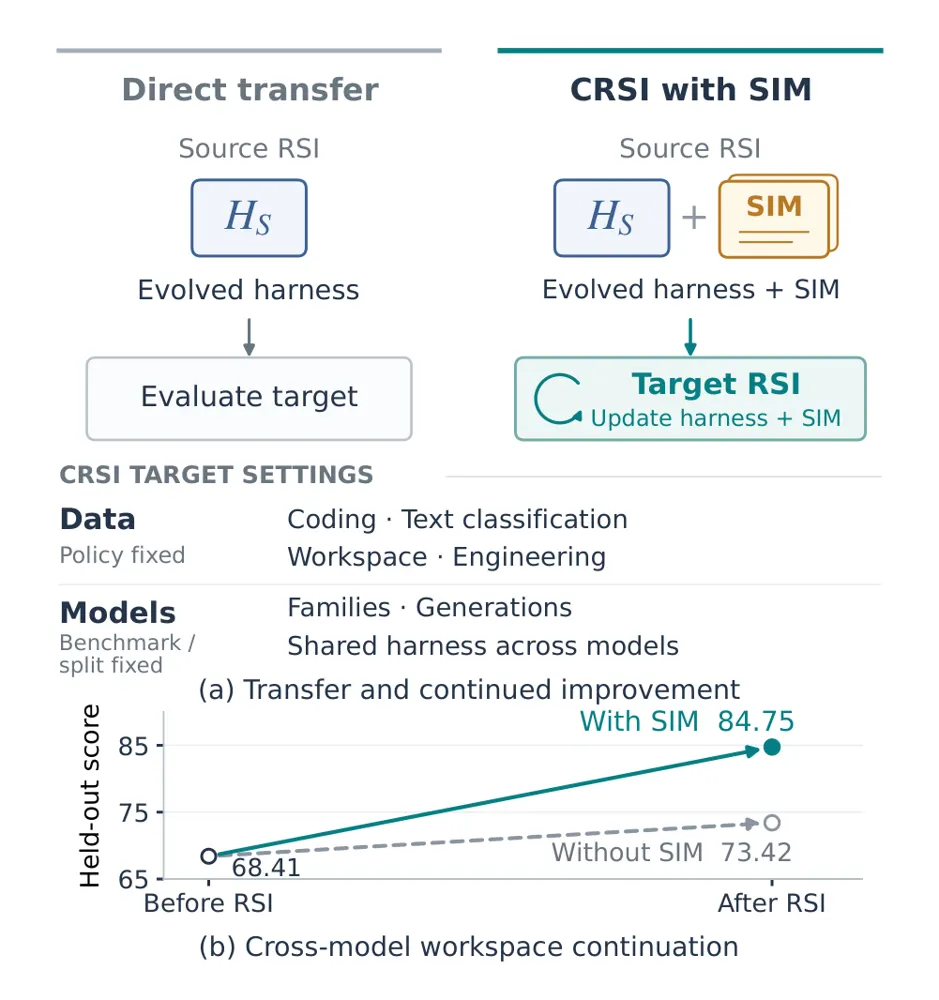 Direct transfer
Source RSI
H_S
Evolved harness
Evaluate target
CRSI with SIM
Source RSI
H_S + SIM
Evolved harness + SIM
Target RSI
Update harness + SIM
CRSI TARGET SETTINGS
Data
Policy fixed
Coding · Text classification
Workspace · Engineering
Models
Benchmark /
split fixed
Families · Generations
Shared harness across models
(a) Transfer and continued improvement
Held-out score
85
75
65
With SIM 84.75
Without SIM 73.42
68.41
Before RSI
After RSI
(b) Cross-model workspace continuation